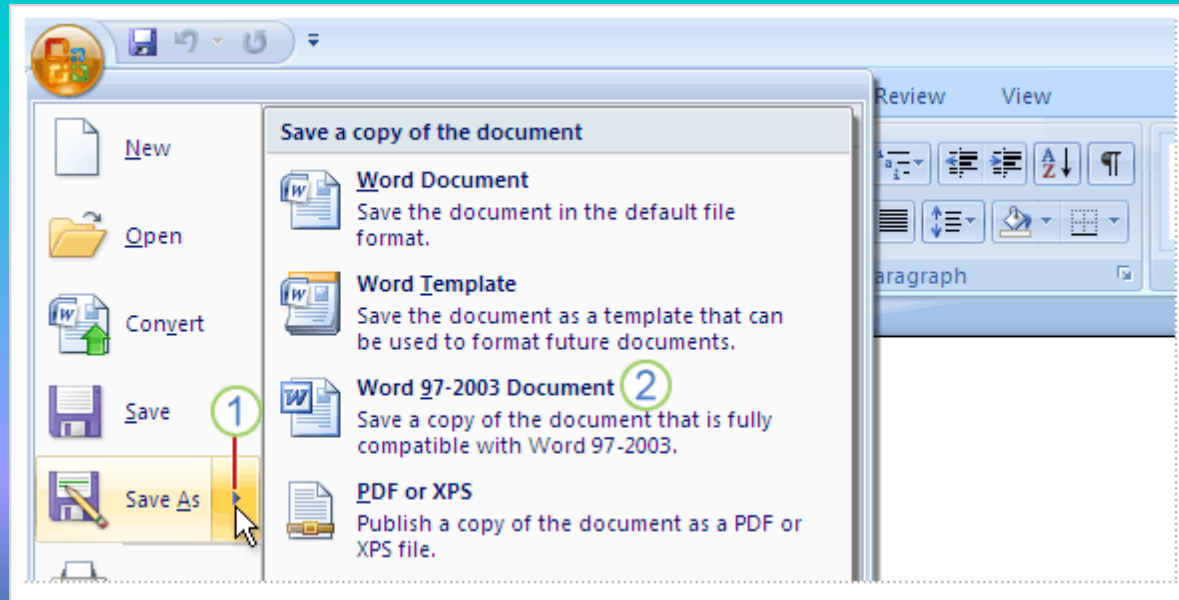 Review View
New
Open
Convert
Save
1
Save As
Save a copy of the document
Word Document
Save the document in the default file
format.
Word Template
Save the document as a template that can
be used to format future documents.
Word 97-2003 Document 2
Save a copy of the document that is fully
compatible with Word 97-2003.
PDF or XPS
Publish a copy of the document as a PDF or
XPS file.
A
Z
aragraph